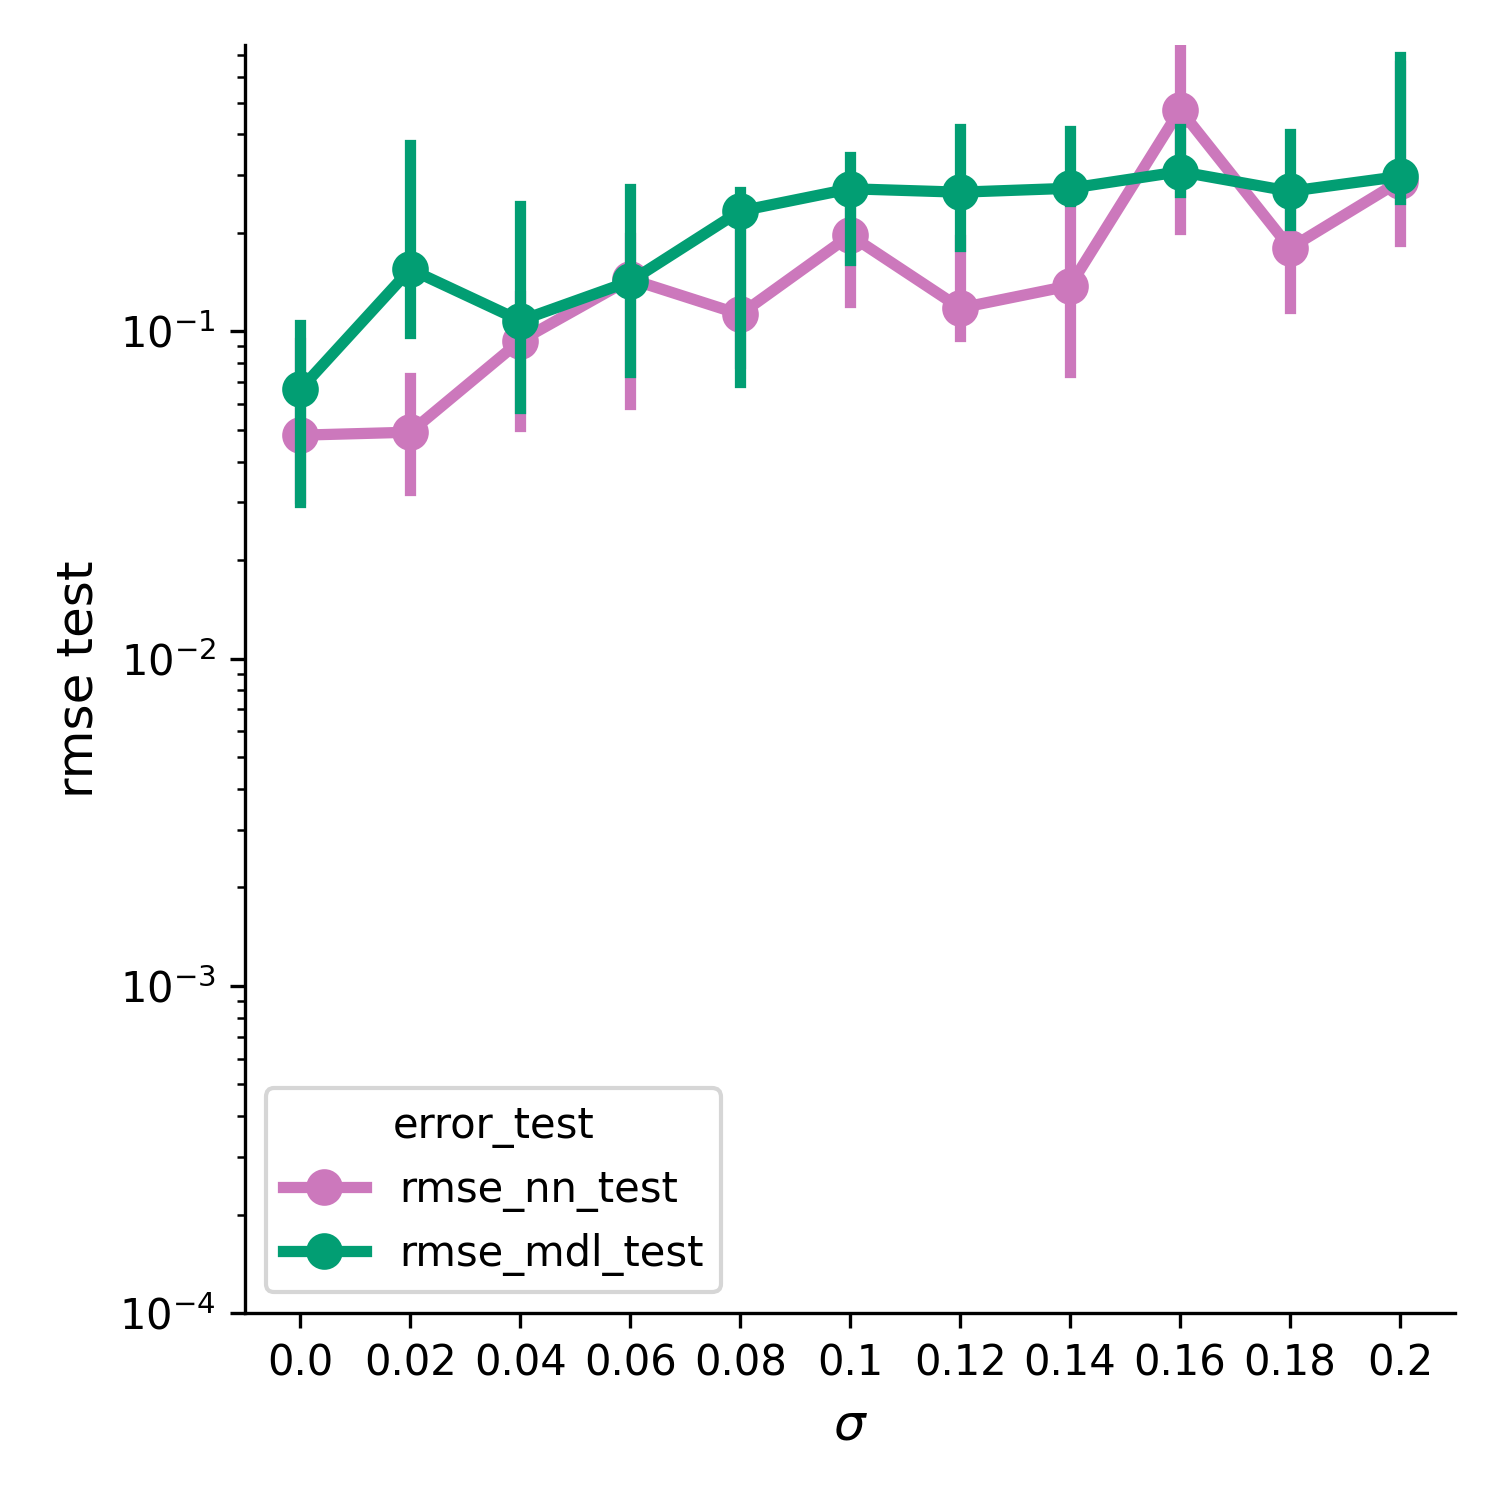 rmse test
10⁻¹
10⁻²
10⁻³
10⁻⁴
error_test
rmse_nn_test
rmse_mdl_test
0.0 0.02 0.04 0.06 0.08 0.1 0.12 0.14 0.16 0.18 0.2
σ